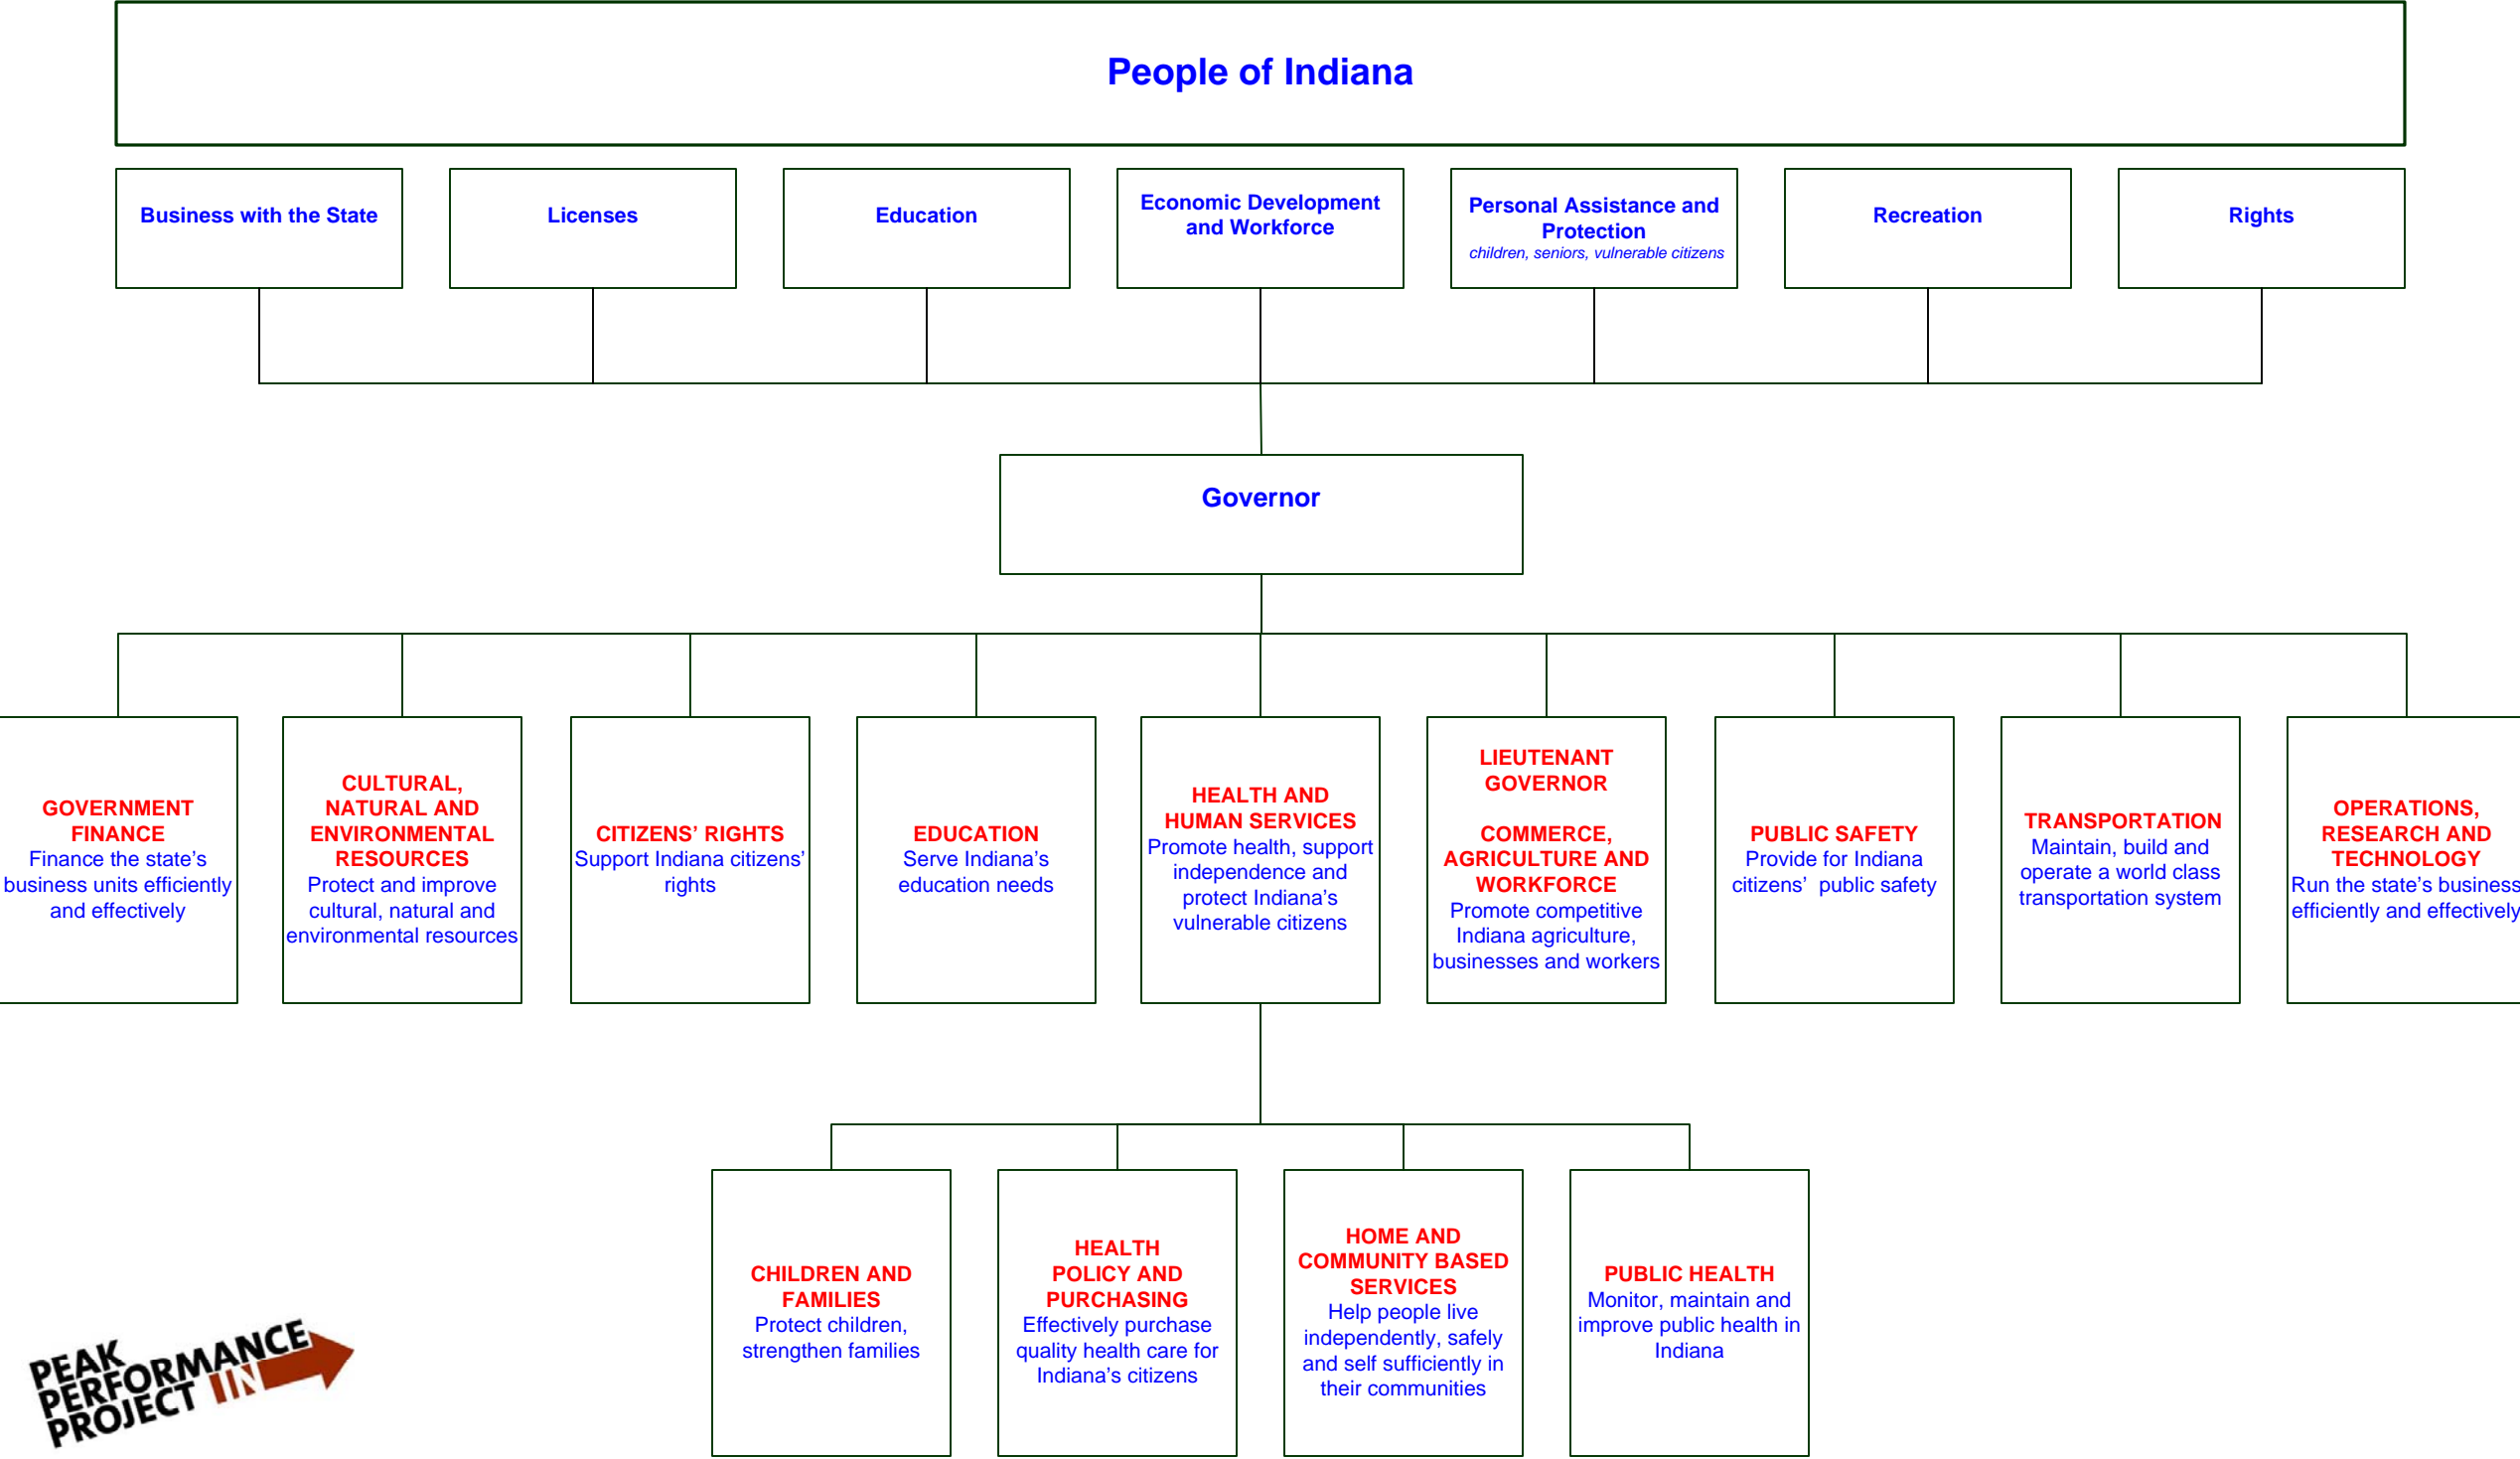 People of Indiana
Business with the State
Licenses
Education
Economic Development
and Workforce
Personal Assistance and
Protection
children, seniors, vulnerable citizens
Recreation
Rights
Governor
GOVERNMENT
FINANCE
Finance the state’s
business units efficiently
and effectively
CULTURAL,
NATURAL AND
ENVIRONMENTAL
RESOURCES
Protect and improve
cultural, natural and
environmental resources
CITIZENS’ RIGHTS
Support Indiana citizens’
rights
EDUCATION
Serve Indiana’s
education needs
HEALTH AND
HUMAN SERVICES
Promote health, support
independence and
protect Indiana’s
vulnerable citizens
LIEUTENANT
GOVERNOR
COMMERCE,
AGRICULTURE AND
WORKFORCE
Promote competitive
Indiana agriculture,
businesses and workers
PUBLIC SAFETY
Provide for Indiana
citizens’  public safety
TRANSPORTATION
Maintain, build and
operate a world class
transportation system
OPERATIONS,
RESEARCH AND
TECHNOLOGY
Run the state’s business
efficiently and effectively
CHILDREN AND
FAMILIES
Protect children,
strengthen families
HEALTH
POLICY AND
PURCHASING
Effectively purchase
quality health care for
Indiana’s citizens
HOME AND
COMMUNITY BASED
SERVICES
Help people live
independently, safely
and self sufficiently in
their communities
PUBLIC HEALTH
Monitor, maintain and
improve public health in
Indiana
PEAK
PERFORMANCE
PROJECT IN